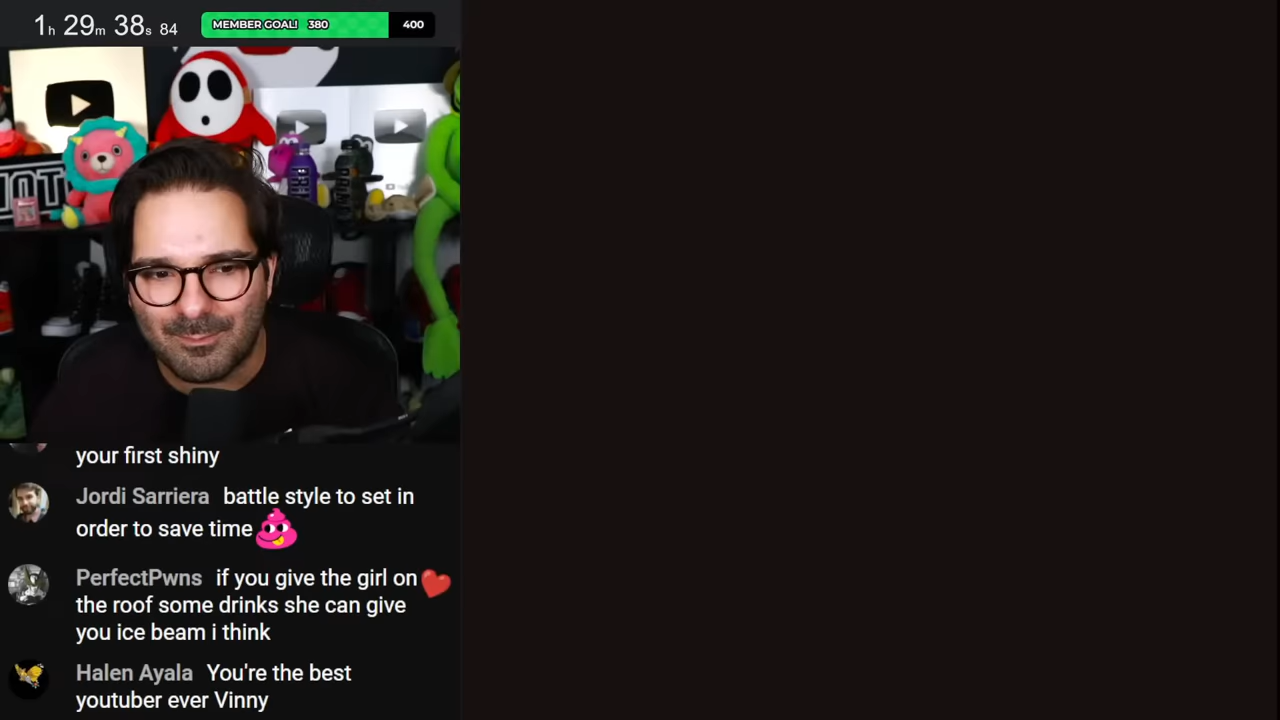 1h 29m 38s 84
MEMBER GOAL! 380 400
your first shiny
Jordi Sarriera battle style to set in
order to save time
PerfectPwns if you give the girl on
the roof some drinks she can give
you ice beam i think
Halen Ayala You're the best
youtuber ever Vinny